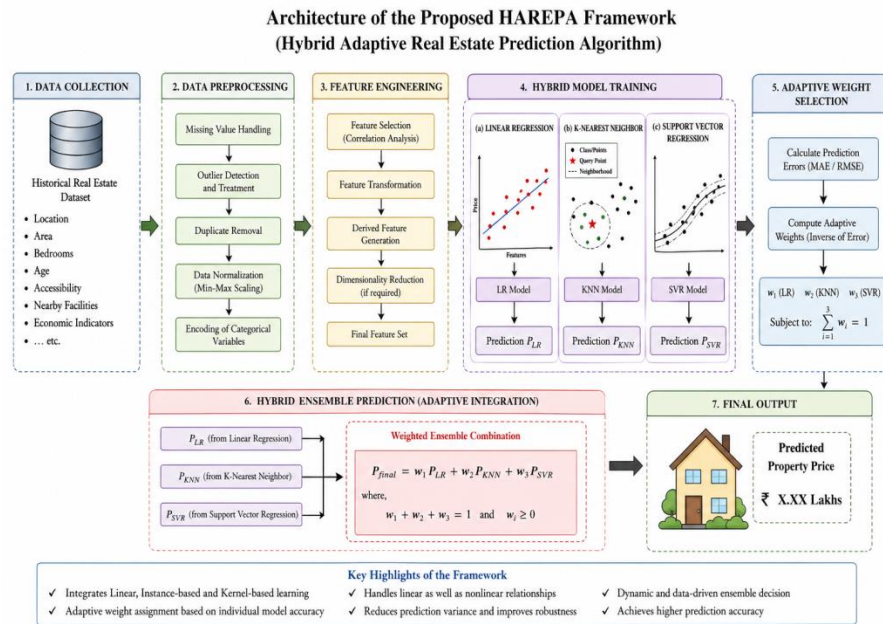 Architecture of the Proposed HAREPA Framework
(Hybrid Adaptive Real Estate Prediction Algorithm)
1. DATA COLLECTION
Historical Real Estate
Dataset
• Location
• Area
• Bedrooms
• Age
• Accessibility
• Nearby Facilities
• Economic Indicators
• … etc.
2. DATA PREPROCESSING
Missing Value Handling
Outlier Detection
and Treatment
Duplicate Removal
Data Normalization
(Min-Max Scaling)
Encoding of Categorical
Variables
3. FEATURE ENGINEERING
Feature Selection
(Correlation Analysis)
Feature Transformation
Derived Feature
Generation
Dimensionality Reduction
(if required)
Final Feature Set
4. HYBRID MODEL TRAINING
(a) LINEAR REGRESSION
Features
LR Model
Prediction P_LR
(b) K-NEAREST NEIGHBOR
Class/Points
Query Point
Neighborhood
KNN Model
Prediction P_KNN
(c) SUPPORT VECTOR
REGRESSION
SVR Model
Prediction P_SVR
5. ADAPTIVE WEIGHT
SELECTION
Calculate Prediction
Errors (MAE / RMSE)
Compute Adaptive
Weights (Inverse of Error)
w₁ (LR) w₂ (KNN) w₃ (SVR)
Subject to: ∑_{i=1}^{3} w_i = 1
6. HYBRID ENSEMBLE PREDICTION (ADAPTIVE INTEGRATION)
P_LR (from Linear Regression)
P_KNN (from K-Nearest Neighbor)
P_SVR (from Support Vector Regression)
Weighted Ensemble Combination
P_final = w₁ P_LR + w₂ P_KNN + w₃ P_SVR
where,
w₁ + w₂ + w₃ = 1 and w_i ≥ 0
7. FINAL OUTPUT
Predicted
Property Price
₹ X.XX Lakhs
Key Highlights of the Framework
✓ Integrates Linear, Instance-based and Kernel-based learning
✓ Handles linear as well as nonlinear relationships
✓ Dynamic and data-driven ensemble decision
✓ Adaptive weight assignment based on individual model accuracy
✓ Reduces prediction variance and improves robustness
✓ Achieves higher prediction accuracy